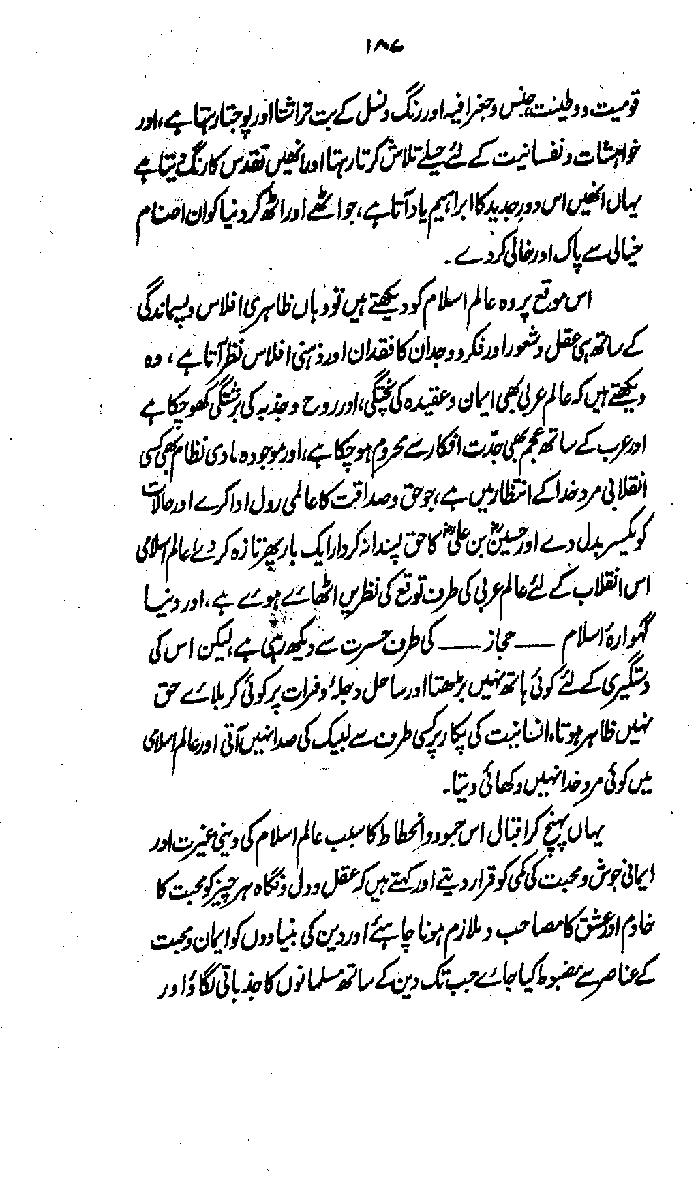 ۱۸۷
قومیت و وطنیت، جنس و جغرافیہ اور رنگ و نسل کے بت تراشتا اور پوجتا رہتا ہے، اور
خواہشات و نفسانیت کے لئے حیلے تلاش کرتا رہتا اور انھیں تقدس کا رنگ دیتا ہے
یہاں انھیں اس دورِ جدید کا ابراہیم یاد آتا ہے، جو اٹھے اور اٹھ کر دنیا کو ان اصنام
خیالی سے پاک اور خالی کر دے۔
اس موقع پر وہ عالم اسلام کو دیکھتے ہیں تو وہاں ظاہری افلاس و پسماندگی
کے ساتھ ہی عقل و شعور اور فکر و وجدان کا فقدان اور ذہنی افلاس نظر آتا ہے، وہ
دیکھتے ہیں کہ عالم عربی بھی ایمان و عقیدہ کی پختگی، اور روح و جذبہ کی برشتگی کھو چکا ہے
اور عرب کے ساتھ عجم بھی جدّت افکار سے محروم ہو چکا ہے، اور موجودہ مادی نظام بھی کسی
انقلابی مرد خدا کے انتظار میں ہے، جو حق و صداقت کا عالمی رول ادا کرے اور حالات
کو یکسر بدل دے اور حسینؓ بن علیؓ کا حق پسندانہ کردار ایک بار پھر تازہ کر دے، عالم اسلامی
اس انقلاب کے لئے عالم عربی کی طرف توقع کی نظریں اٹھائے ہوئے ہے، اور دنیا
گہوارۂ اسلام ــــ حجاز ــــ کی طرف حسرت سے دیکھ رہی ہے، لیکن اس کی
دستگیری کے لئے کوئی ہاتھ نہیں بڑھتا اور ساحل دجلہ و فرات پر کوئی کربلائے حق
نہیں ظاہر ہوتا، انسانیت کی پکار پر کسی طرف سے لبیک کی صدا نہیں آتی اور عالم اسلامی
میں کوئی مرد خدا نہیں دکھائی دیتا۔
یہاں پہنچ کر اقبال اس جمود و انحطاط کا سبب عالم اسلام کی دینی غیرت اور
ایمانی جوش و محبت کی کمی کو قرار دیتے اور کہتے ہیں کہ عقل و دل و نگاہ ہر چیز کو محبت کا
خادم اور عشق کا مصاحب و ملازم ہونا چاہئے اور دین کی بنیادوں کو ایمان و محبت
کے عناصر سے مضبوط کیا جائے جب تک دین کے ساتھ مسلمانوں کا جذباتی لگاؤ اور